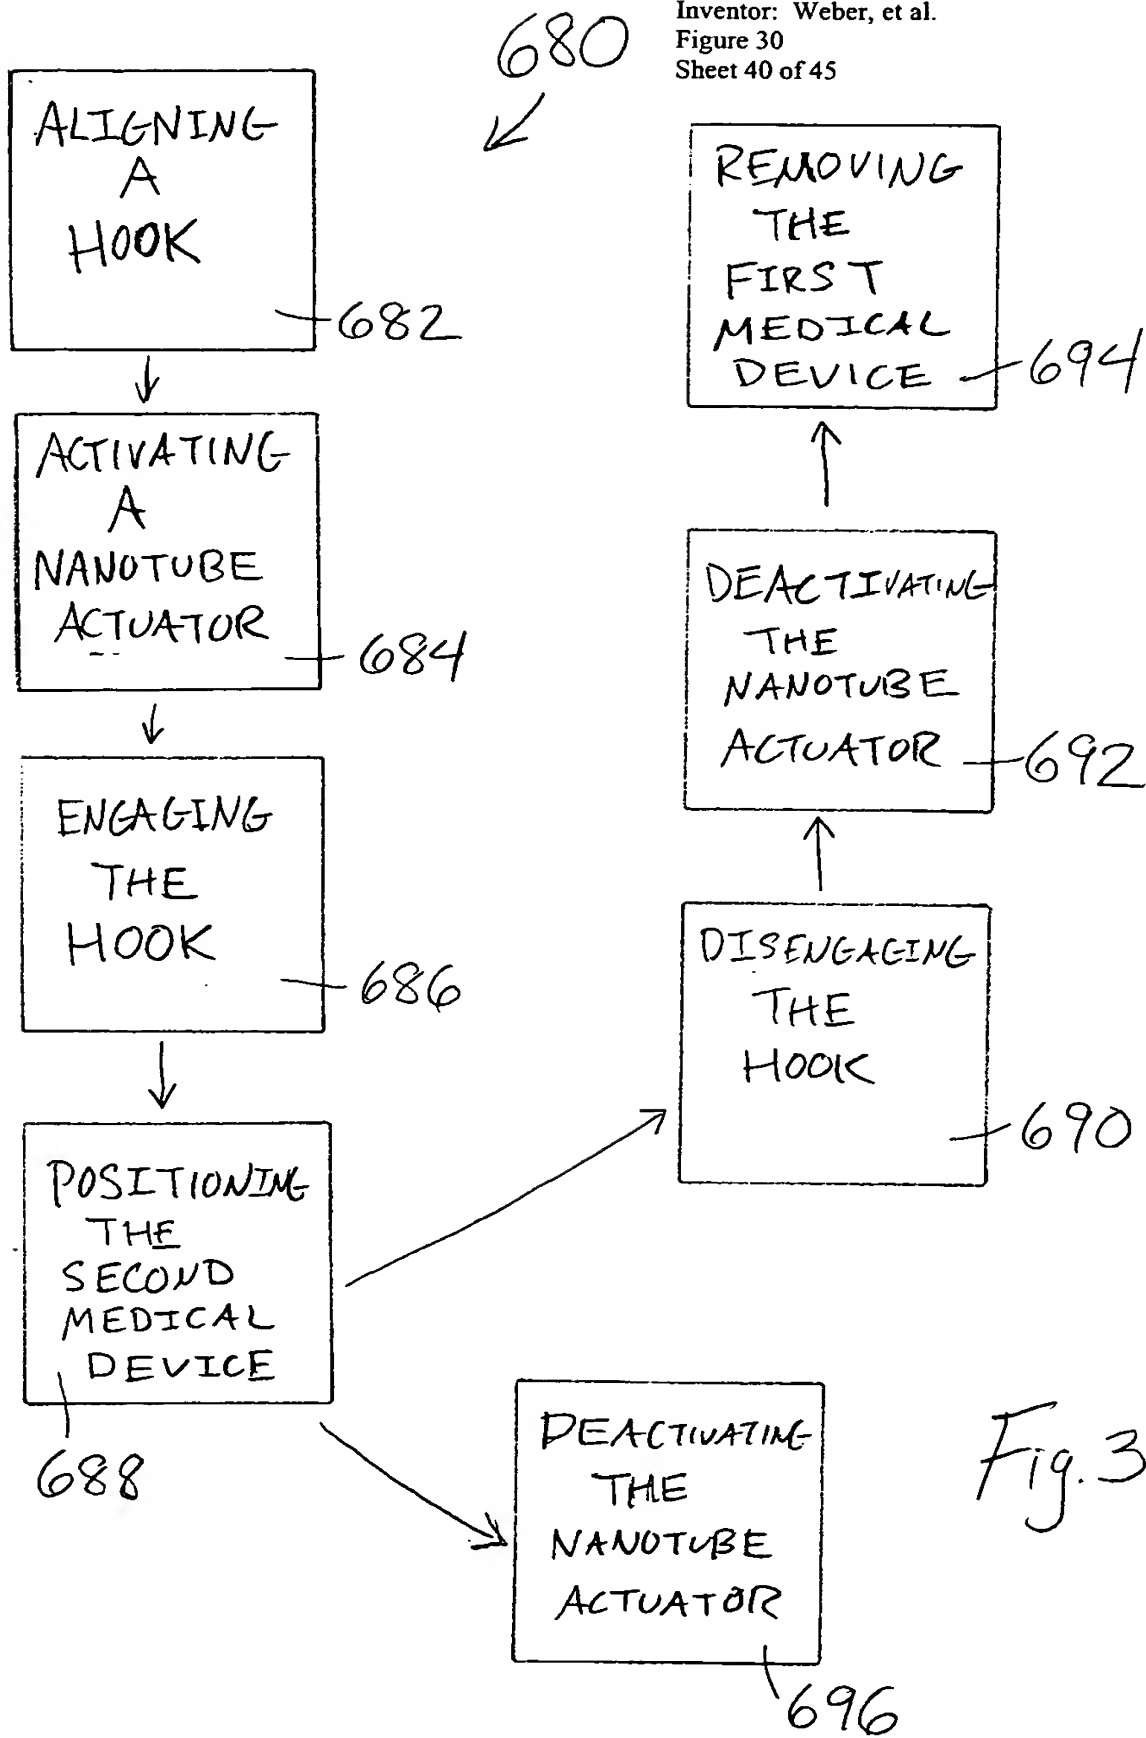 Inventor: Weber, et al.
Figure 30
Sheet 40 of 45
680
ALIGNING
A
HOOK
682
ACTIVATING
A
NANOTUBE
ACTUATOR
684
ENGAGING
THE
HOOK
686
POSITIONING
THE
SECOND
MEDICAL
DEVICE
688
REMOVING
THE
FIRST
MEDICAL
DEVICE
694
DEACTIVATING
THE
NANOTUBE
ACTUATOR
692
DISENGAGING
THE
HOOK
690
DEACTIVATING
THE
NANOTUBE
ACTUATOR
696
Fig. 3